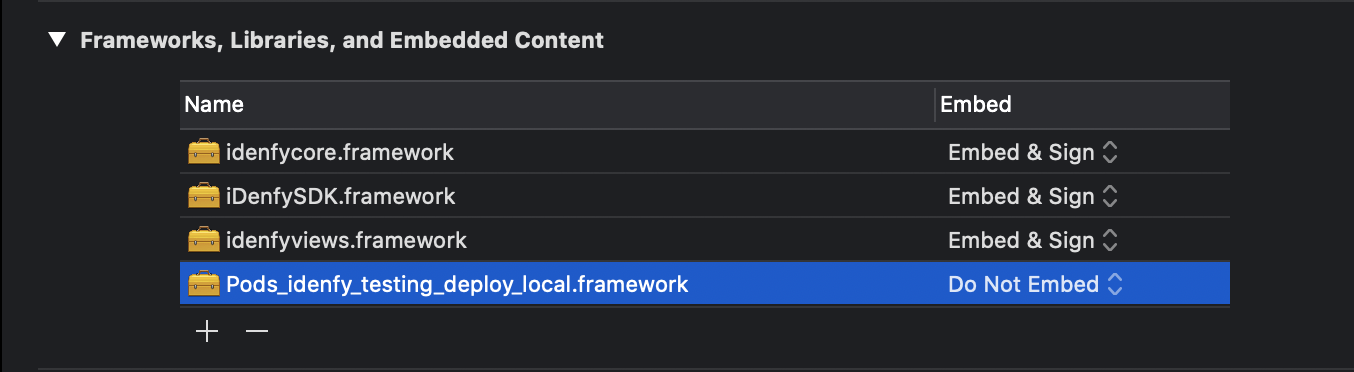 Frameworks, Libraries, and Embedded Content
Name Embed
idenfycore.framework Embed & Sign
iDenfySDK.framework Embed & Sign
idenfyviews.framework Embed & Sign
Pods_idenfy_testing_deploy_local.framework Do Not Embed